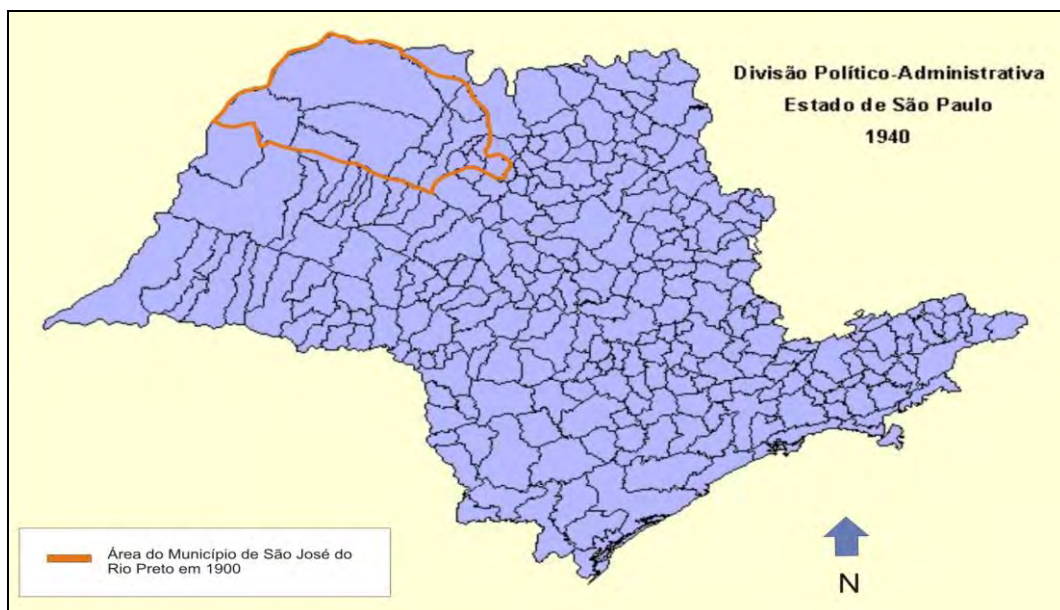 Divisão Político-Administrativa
Estado de São Paulo
1940
Área do Município de São José do
Rio Preto em 1900
N